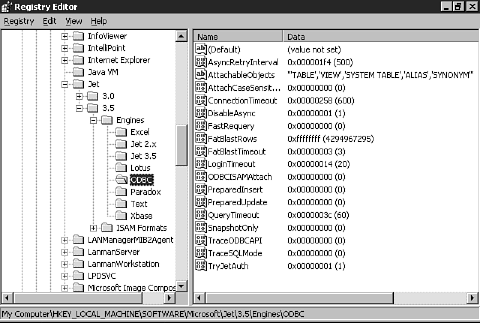 Registry Editor
Registry Edit View Help
InfoViewer
IntelliPoint
Internet Explorer
Java VM
Jet
3.0
3.5
Engines
Excel
Jet 2.x
Jet 3.5
Lotus
ODBC
Paradox
Text
Xbase
ISAM Formats
LANManagerMIB2Agent
LanmanServer
LanmanWorkstation
LPDSVC
Microsoft Image Compos
Name Data
(Default) (value not set)
AsyncRetryInterval 0x000001f4 (500)
AttachableObjects "TABLE','VIEW','SYSTEM TABLE','ALIAS','SYNONYM'"
AttachCaseSensit... 0x00000000 (0)
ConnectionTimeout 0x00000258 (600)
DisableAsync 0x00000001 (1)
FastRequery 0x00000000 (0)
FatBlastRows 0xffffffff (4294967295)
FatBlastTimeout 0x00000003 (3)
LoginTimeout 0x00000014 (20)
ODBCISAMAttach 0x00000000 (0)
PreparedInsert 0x00000000 (0)
PreparedUpdate 0x00000000 (0)
QueryTimeout 0x0000003c (60)
SnapshotOnly 0x00000000 (0)
TraceODBCAPI 0x00000000 (0)
TraceSQLMode 0x00000000 (0)
TryJetAuth 0x00000001 (1)
My Computer\HKEY_LOCAL_MACHINE\SOFTWARE\Microsoft\Jet\3.5\Engines\ODBC